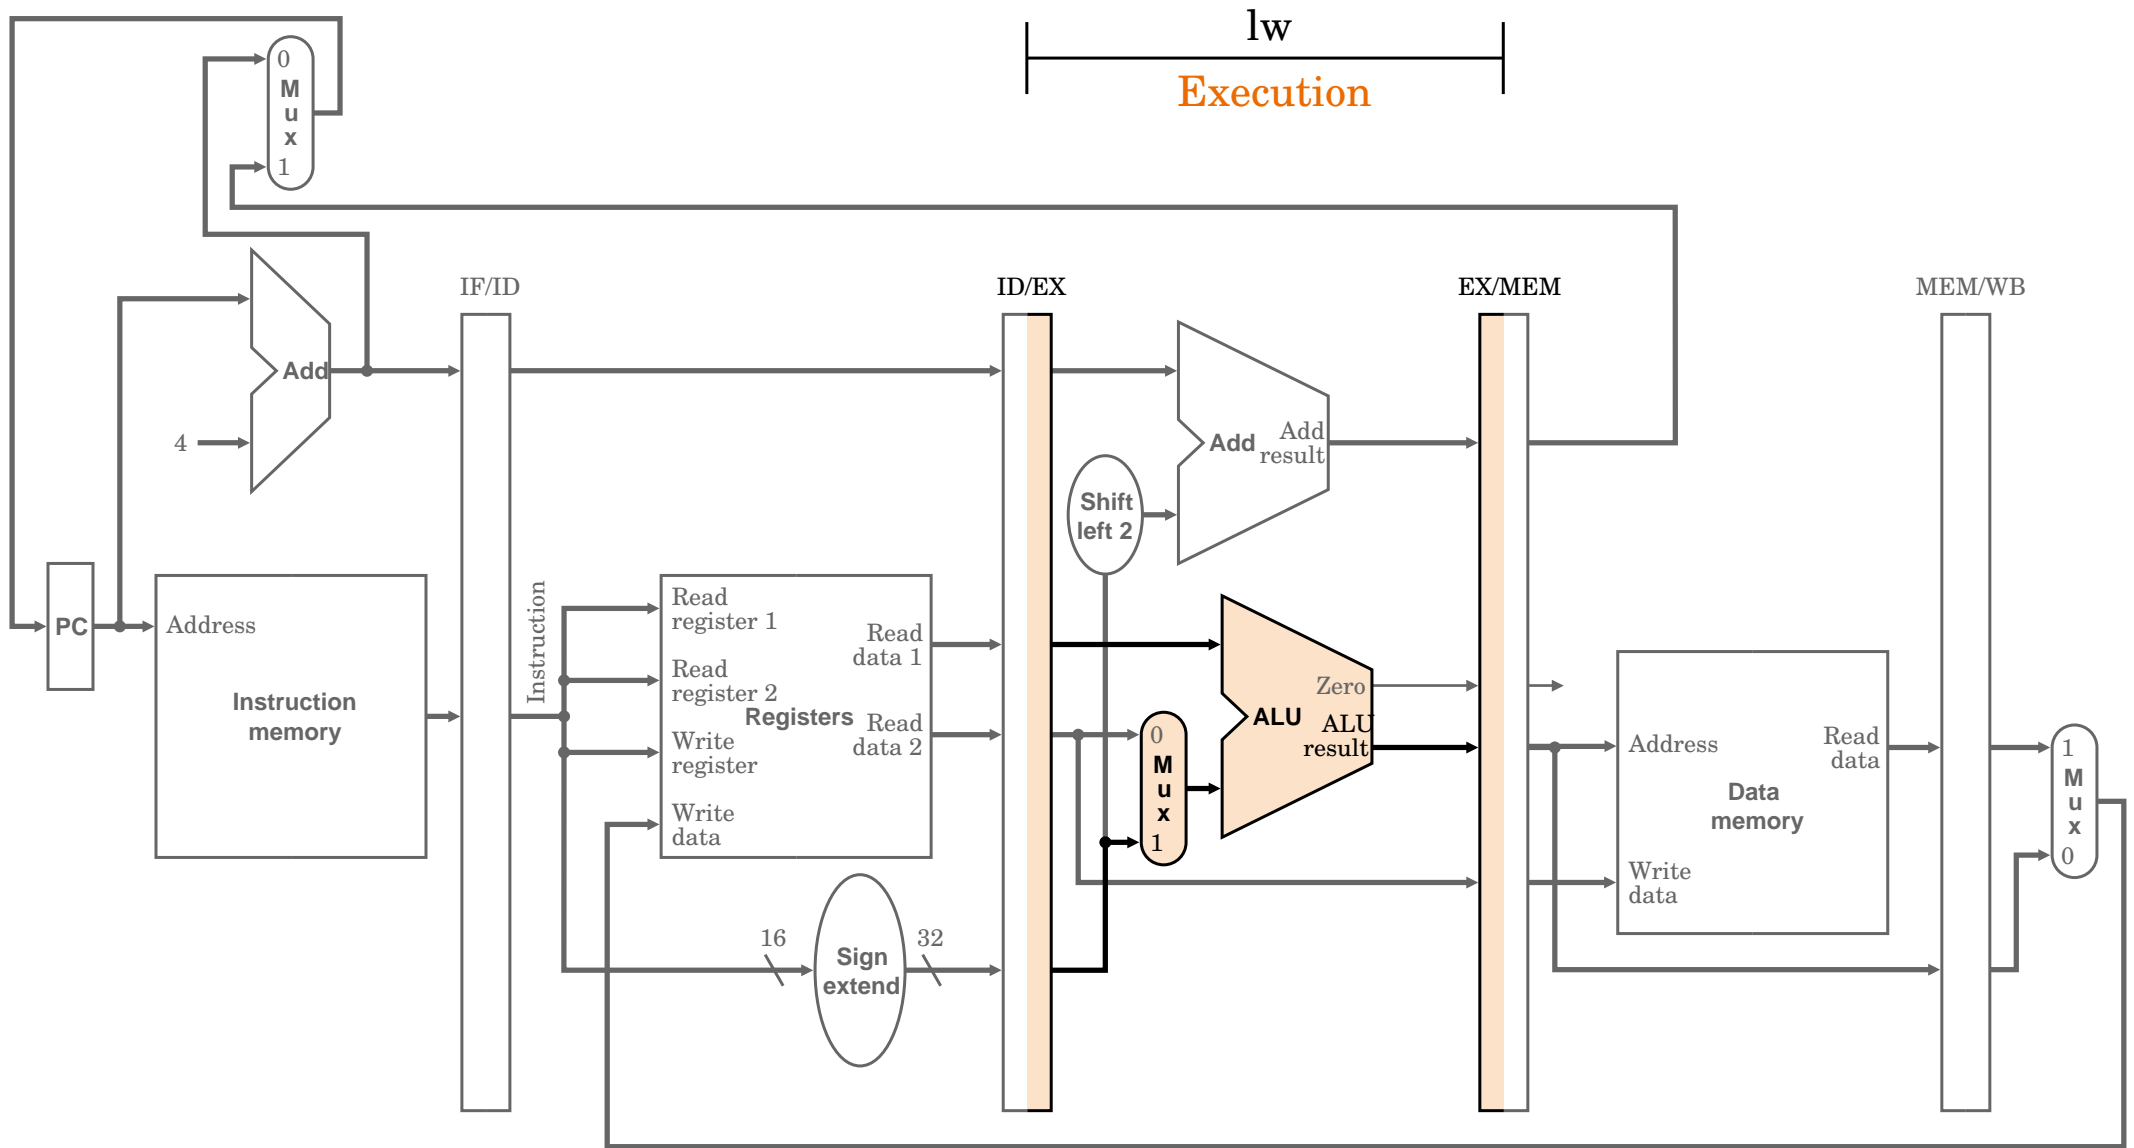 lw
Execution
0
M
u
x
1
IF/ID
ID/EX
EX/MEM
MEM/WB
Add
4
Add
Add
result
Shift
left 2
PC
Address
Instruction
memory
Instruction
Read
register 1
Read
register 2
Write
register
Write
data
Registers
Read
data 1
Read
data 2
16
Sign
extend
32
0
M
u
x
1
ALU
Zero
ALU
result
Address
Read
data
Data
memory
Write
data
1
M
u
x
0